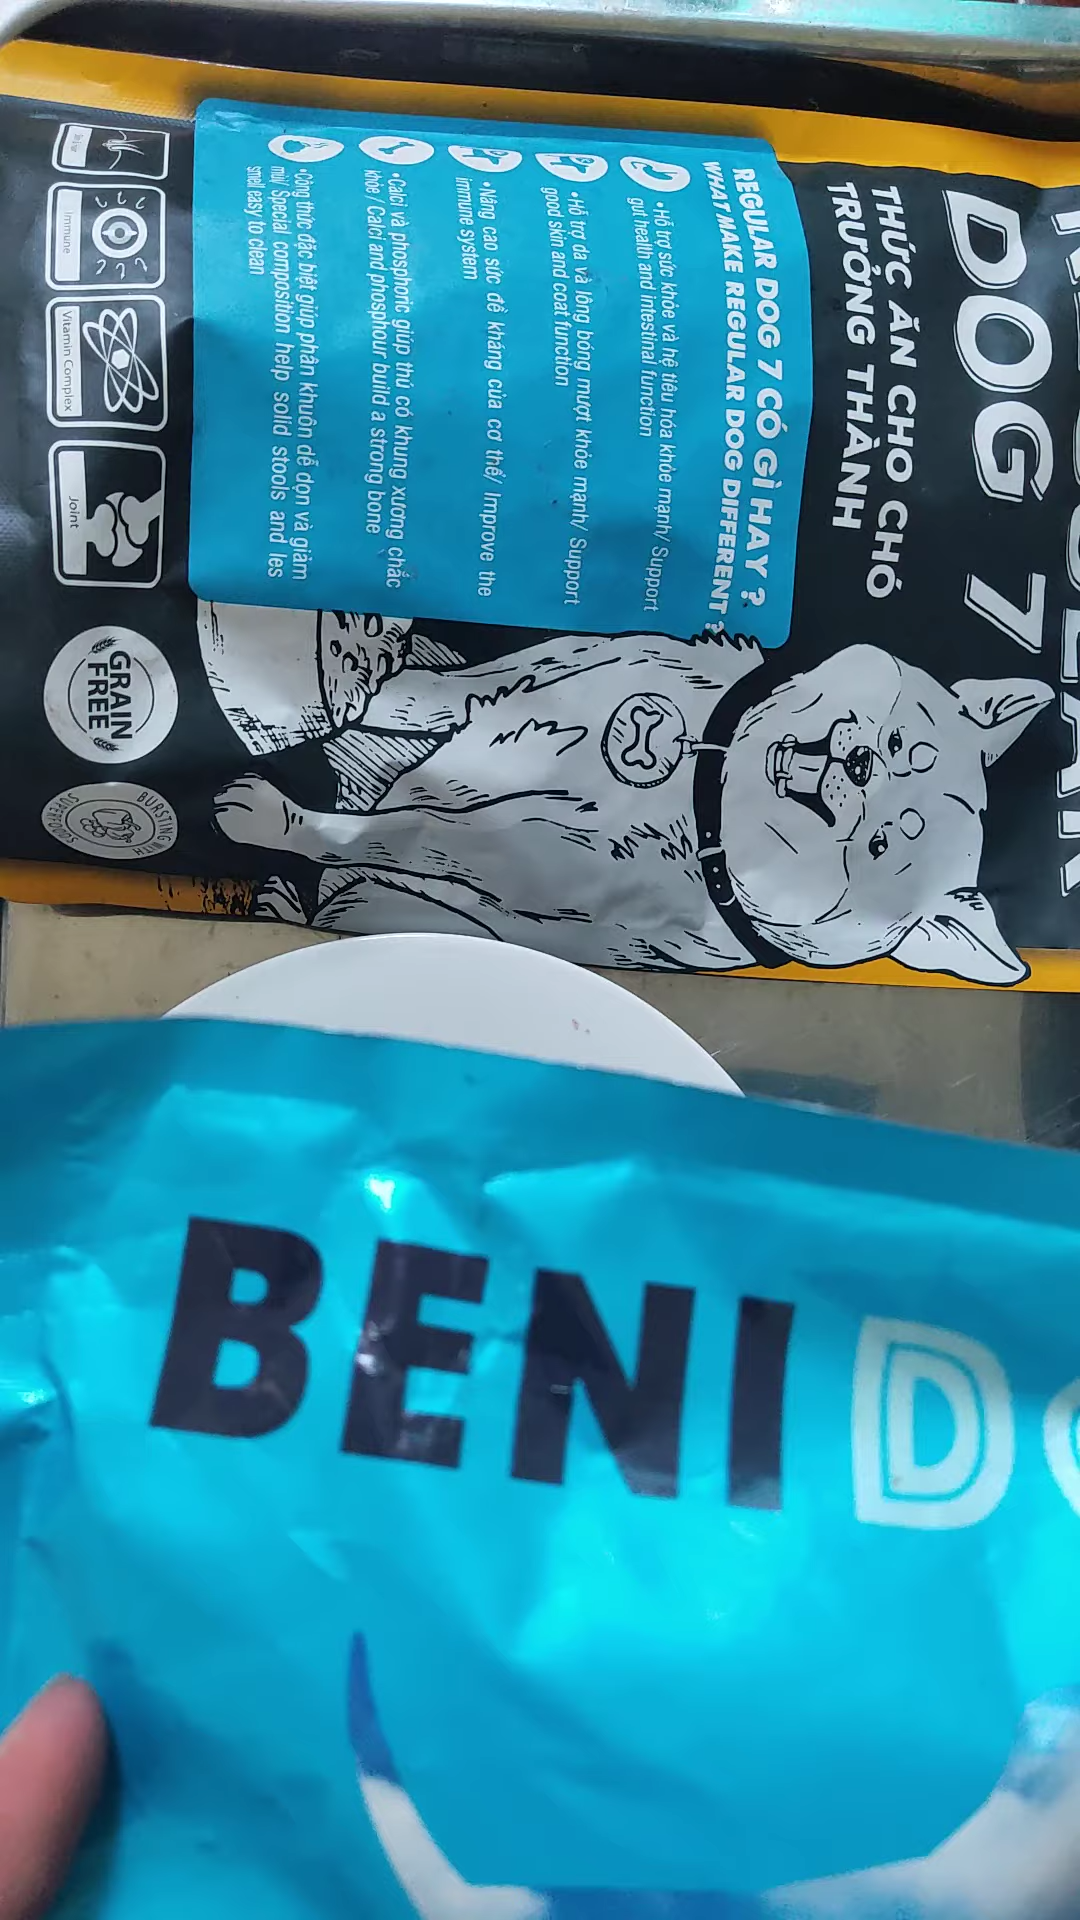 DOG 7
THỨC ĂN CHO CHÓ
TRƯỞNG THÀNH
REGULAR DOG 7 CÓ GÌ HAY ?
WHAT MAKE REGULAR DOG DIFFERENT ?
•Hỗ trợ sức khỏe và hệ tiêu hóa khỏe mạnh/ Support
gut health and intestinal function
•Hỗ trợ da và lông bóng mượt khỏe mạnh/ Support
good skin and coat function
•Nâng cao sức đề kháng của cơ thể/ Improve the
immune system
•Calci và phosphoric giúp thú có khung xương chắc
khỏe / Calci and phosphour build a strong bone
•Công thức đặc biệt giúp phân khuôn dễ dọn và giảm
mùi/ Special composition help solid stools and les
smell easy to clean
Immune
Vitamin Complex
Joint
GRAIN
FREE
BURSTING WITH
SUPERFOODS
BENI